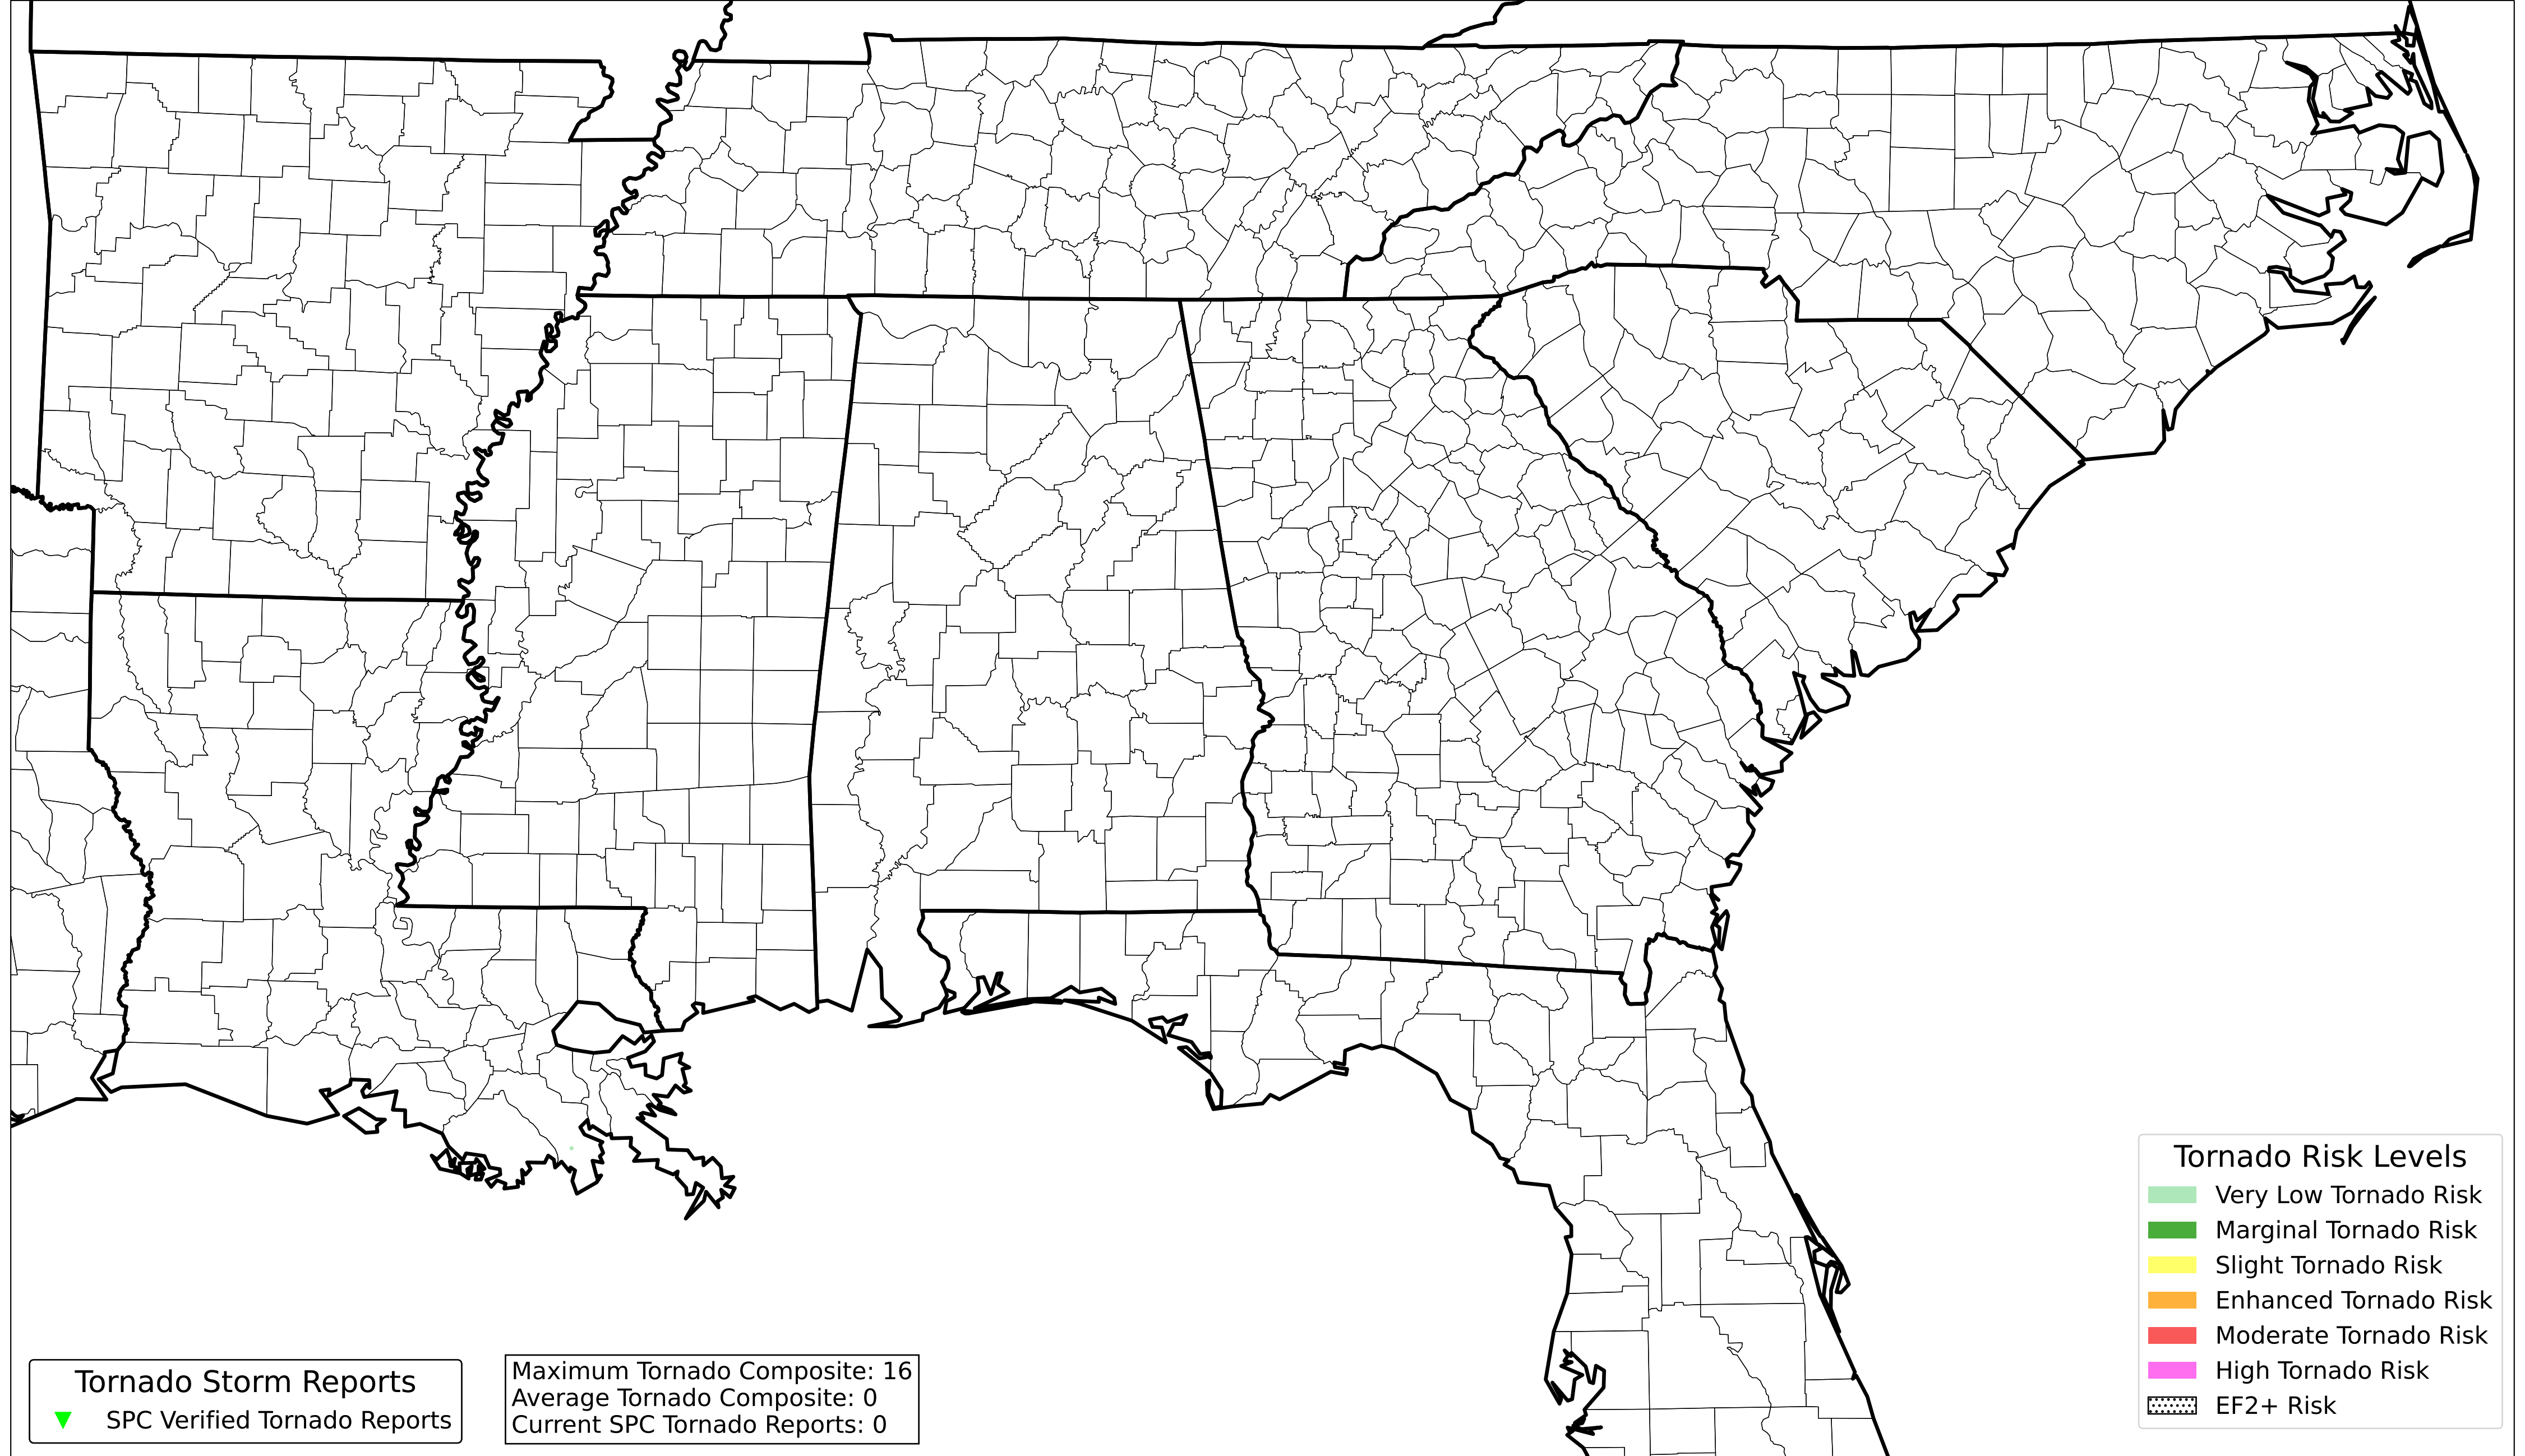 Tornado Storm Reports
SPC Verified Tornado Reports
Maximum Tornado Composite: 16
Average Tornado Composite: 0
Current SPC Tornado Reports: 0
Tornado Risk Levels
Very Low Tornado Risk
Marginal Tornado Risk
Slight Tornado Risk
Enhanced Tornado Risk
Moderate Tornado Risk
High Tornado Risk
EF2+ Risk